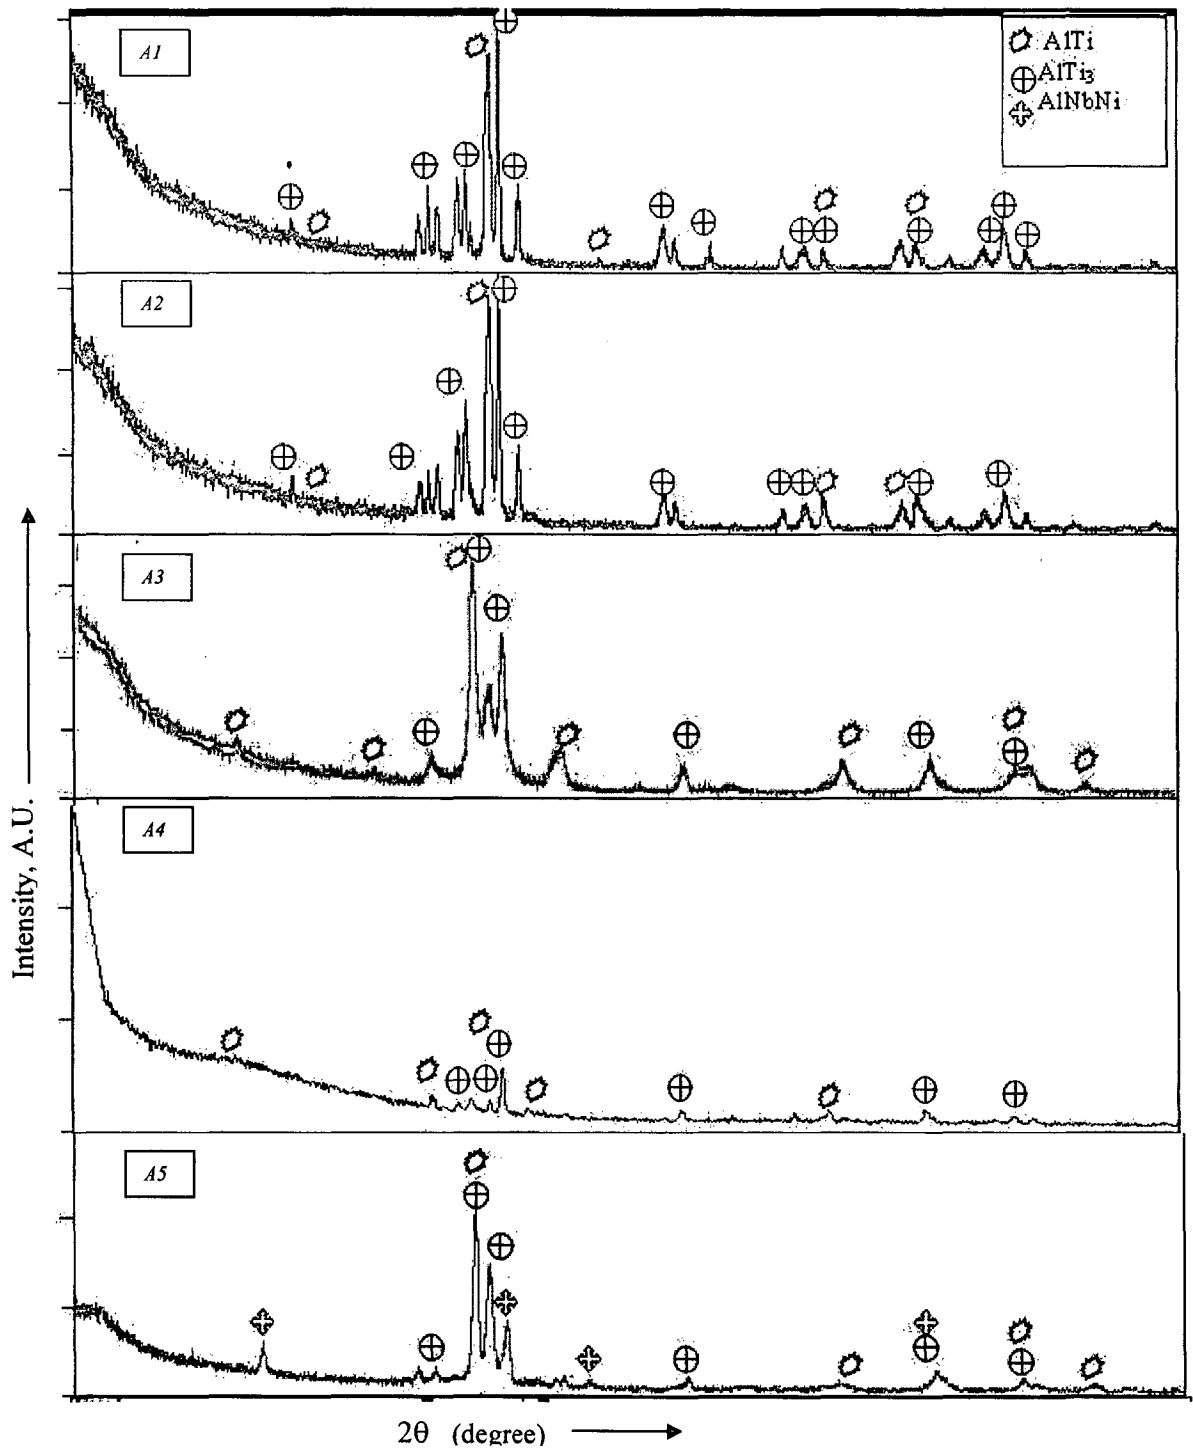 A1
AlTi
AlTi3
AlNbNi
A2
A3
A4
A5
Intensity, A.U.
2θ (degree)